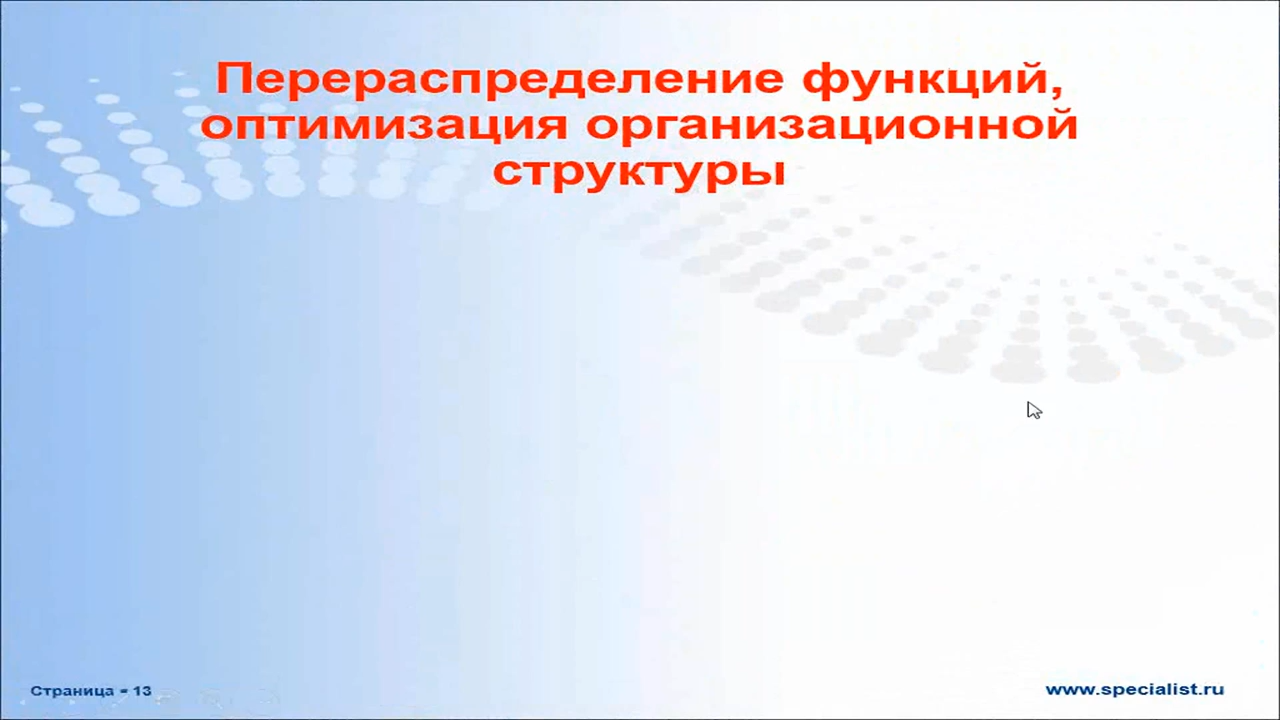 Перераспределение функций,
оптимизация организационной
структуры
Страница - 13
www.specialist.ru